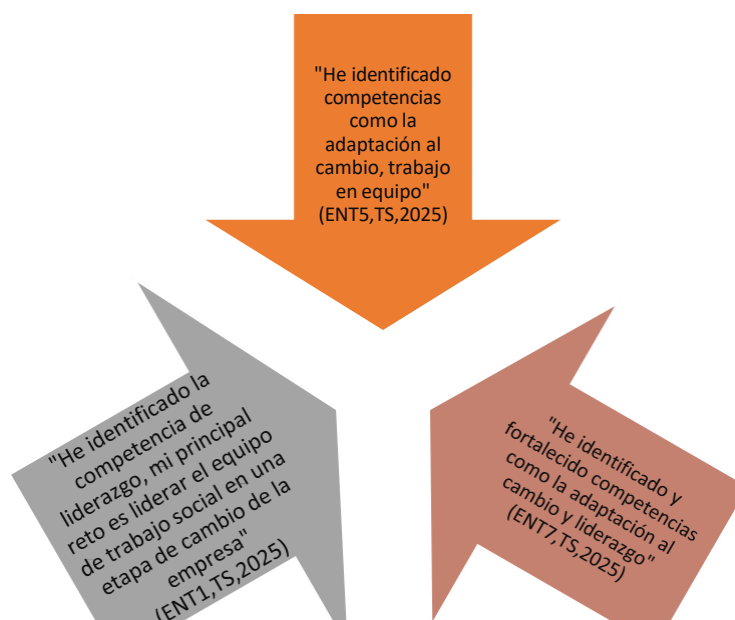 "He identificado
competencias
como la
adaptación al
cambio, trabajo
en equipo"
(ENT5,TS,2025)
"He identificado la
competencia de
liderazgo, mi principal
reto es liderar el equipo
de trabajo social en una
etapa de cambio de la
empresa"
(ENT1,TS,2025)
"He identificado y
fortalecido competencias
como la adaptación al
cambio y liderazgo"
(ENT7,TS,2025)